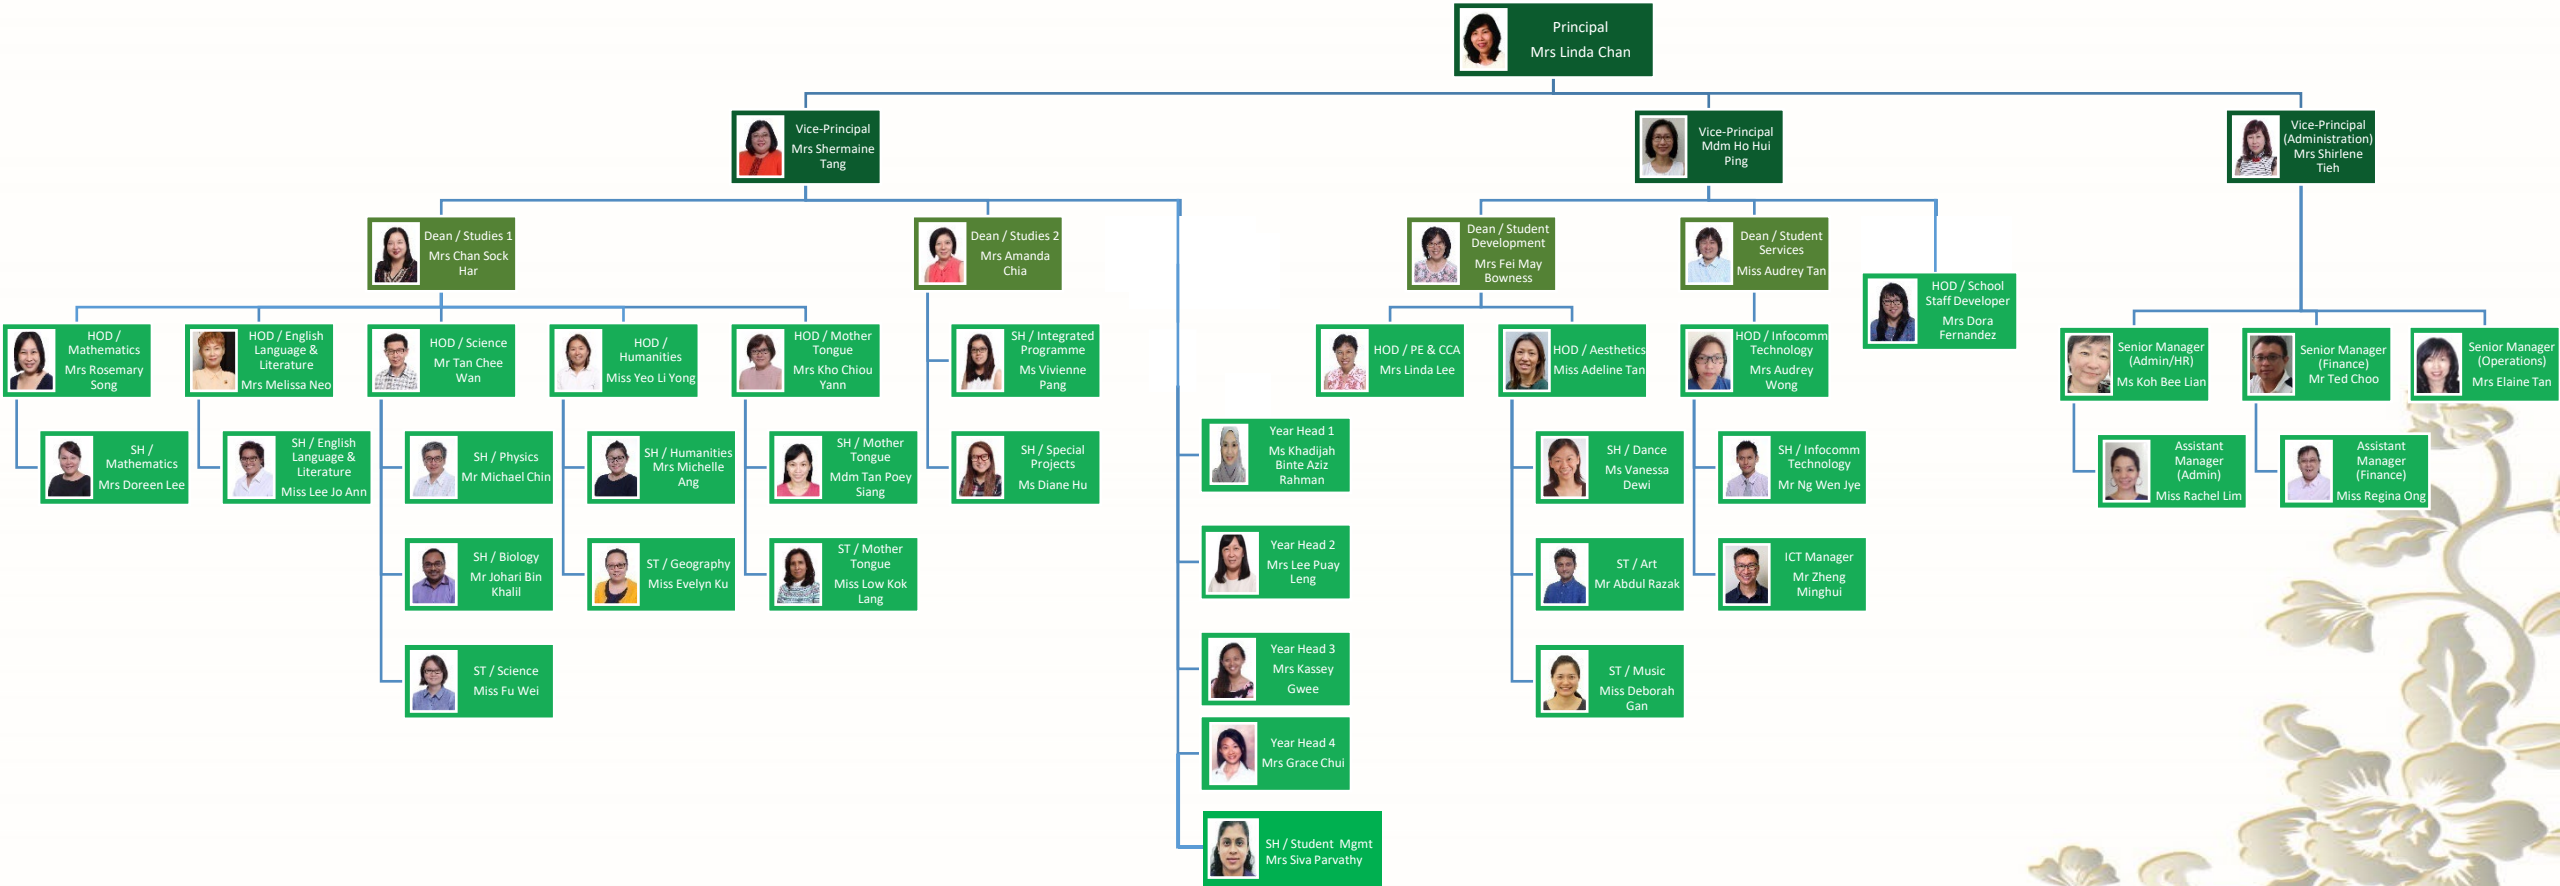 Principal
Mrs Linda Chan
Vice-Principal
Mrs Shermaine
Tang
Vice-Principal
Mdm Ho Hui
Ping
Vice-Principal
(Administration)
Mrs Shirlene
Tieh
Dean / Studies 1
Mrs Chan Sock
Har
Dean / Studies 2
Mrs Amanda
Chia
Dean / Student
Development
Mrs Fei May
Bowness
Dean / Student
Services
Miss Audrey Tan
HOD / School
Staff Developer
Mrs Dora
Fernandez
HOD /
Mathematics
Mrs Rosemary
Song
HOD / English
Language &
Literature
Mrs Melissa Neo
HOD / Science
Mr Tan Chee
Wan
HOD /
Humanities
Miss Yeo Li Yong
HOD / Mother
Tongue
Mrs Kho Chiou
Yann
SH / Integrated
Programme
Ms Vivienne
Pang
HOD / PE & CCA
Mrs Linda Lee
HOD / Aesthetics
Miss Adeline Tan
HOD / Infocomm
Technology
Mrs Audrey
Wong
Senior Manager
(Admin/HR)
Ms Koh Bee Lian
Senior Manager
(Finance)
Mr Ted Choo
Senior Manager
(Operations)
Mrs Elaine Tan
SH /
Mathematics
Mrs Doreen Lee
SH / English
Language &
Literature
Miss Lee Jo Ann
SH / Physics
Mr Michael Chin
SH / Humanities
Mrs Michelle
Ang
SH / Mother
Tongue
Mdm Tan Poey
Siang
SH / Special
Projects
Ms Diane Hu
Year Head 1
Ms Khadijah
Binte Aziz
Rahman
SH / Dance
Ms Vanessa
Dewi
SH / Infocomm
Technology
Mr Ng Wen Jye
Assistant
Manager
(Admin)
Miss Rachel Lim
Assistant
Manager
(Finance)
Miss Regina Ong
SH / Biology
Mr Johari Bin
Khalil
ST / Geography
Miss Evelyn Ku
ST / Mother
Tongue
Miss Low Kok
Lang
Year Head 2
Mrs Lee Puay
Leng
ST / Art
Mr Abdul Razak
ICT Manager
Mr Zheng
Minghui
ST / Science
Miss Fu Wei
Year Head 3
Mrs Kassey
Gwee
ST / Music
Miss Deborah
Gan
Year Head 4
Mrs Grace Chui
SH / Student Mgmt
Mrs Siva Parvathy